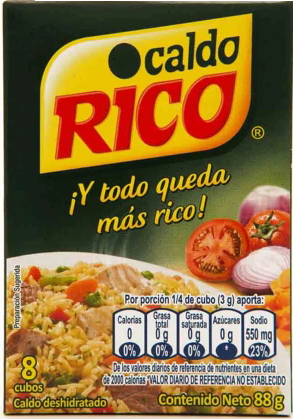 caldo
RICO®
¡Y todo queda
más rico!
Preparación Sugerida
Por porción 1/4 de cubo (3 g) aporta:
Calorías Grasa total Grasa saturada Azúcares Sodio
0 0 g 0 g 0 g 550 mg
0% 0% 0% * 23%
De los valores diarios de referencia de nutrientes en una dieta
de 2000 calorías *VALOR DIARIO DE REFERENCIA NO ESTABLECIDO
8
cubos
Caldo deshidratado
Contenido Neto 88 g